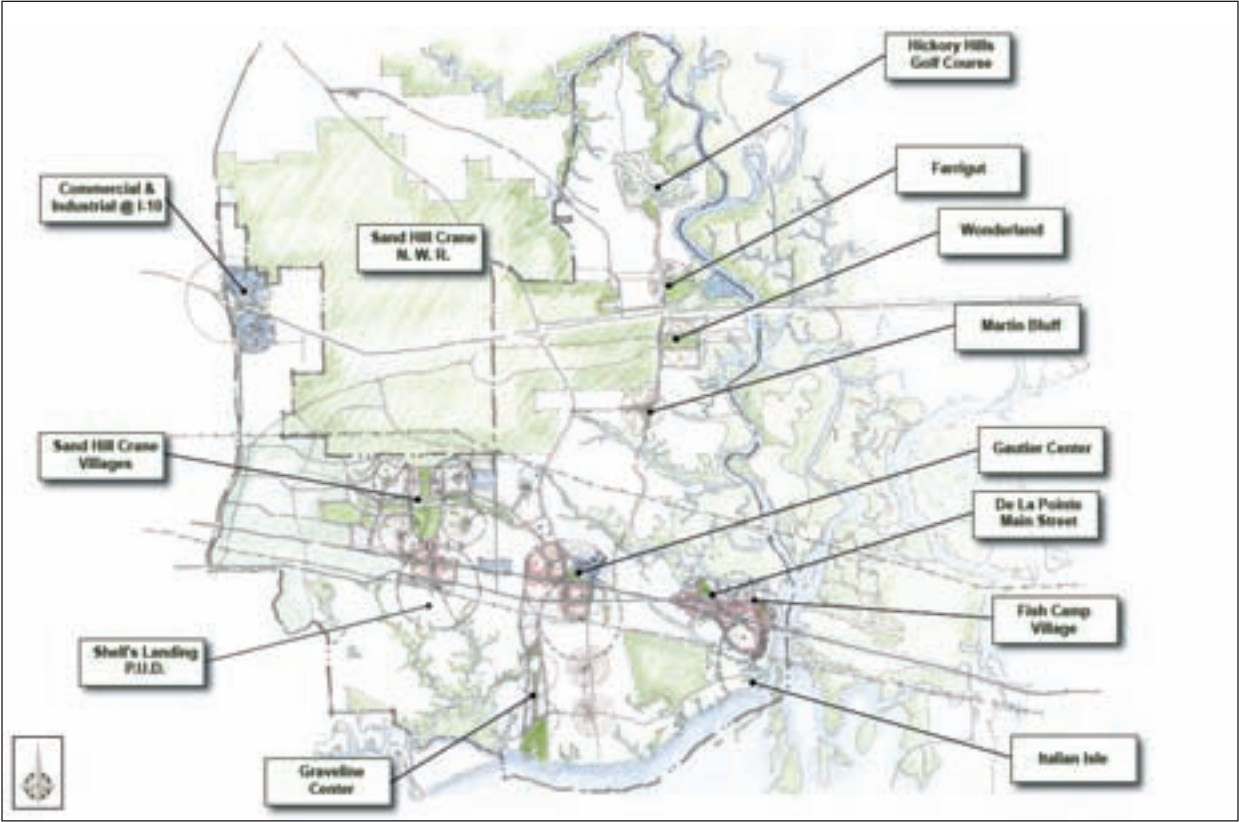 Hickory Hills
Golf Course
Farrigut
Commercial &
Industrial @ I-10
Wonderland
Sand Hill Crane
N. W. R.
Martin Bluff
Sand Hill Crane
Villages
Gautier Center
De La Pointe
Main Street
Fish Camp
Village
Shell's Landing
P.U.D.
Graveline
Center
Italian Isle